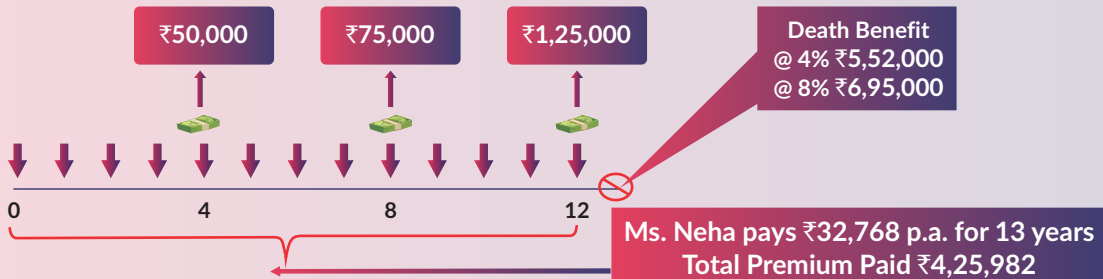 ₹50,000
₹75,000
₹1,25,000
Death Benefit
@ 4% ₹5,52,000
@ 8% ₹6,95,000
0
4
8
12
Ms. Neha pays ₹32,768 p.a. for 13 years
Total Premium Paid ₹4,25,982